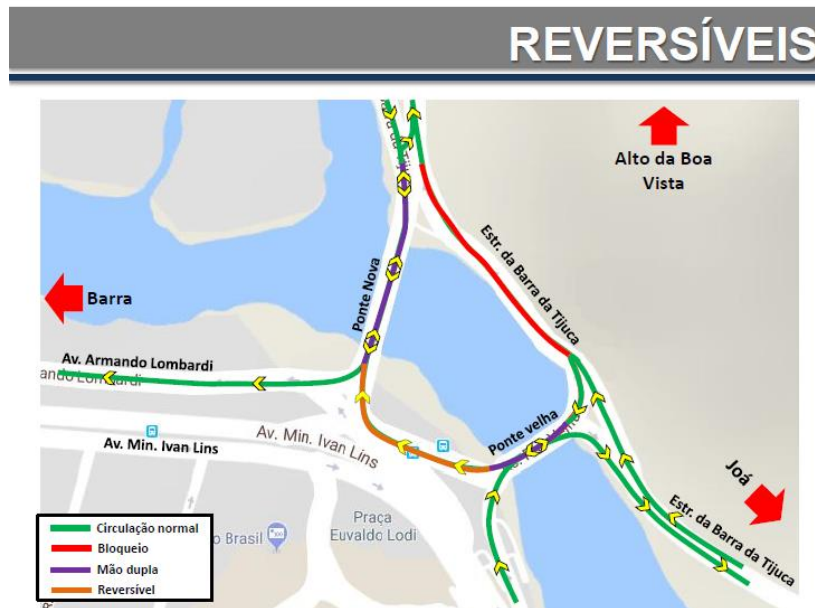 REVERSÍVEIS
Alto da Boa
Vista
Estr. da Barra da Tijuca
Ponte Nova
Barra
Av. Armando Lombardi
Av. Min. Ivan Lins
Av. Min. Ivan Lins
Ponte velha
Joá
Estr. da Barra da Tijuca
Praça
Euvaldo Lodi
Brasil
Circulação normal
Bloqueio
Mão dupla
Reversível